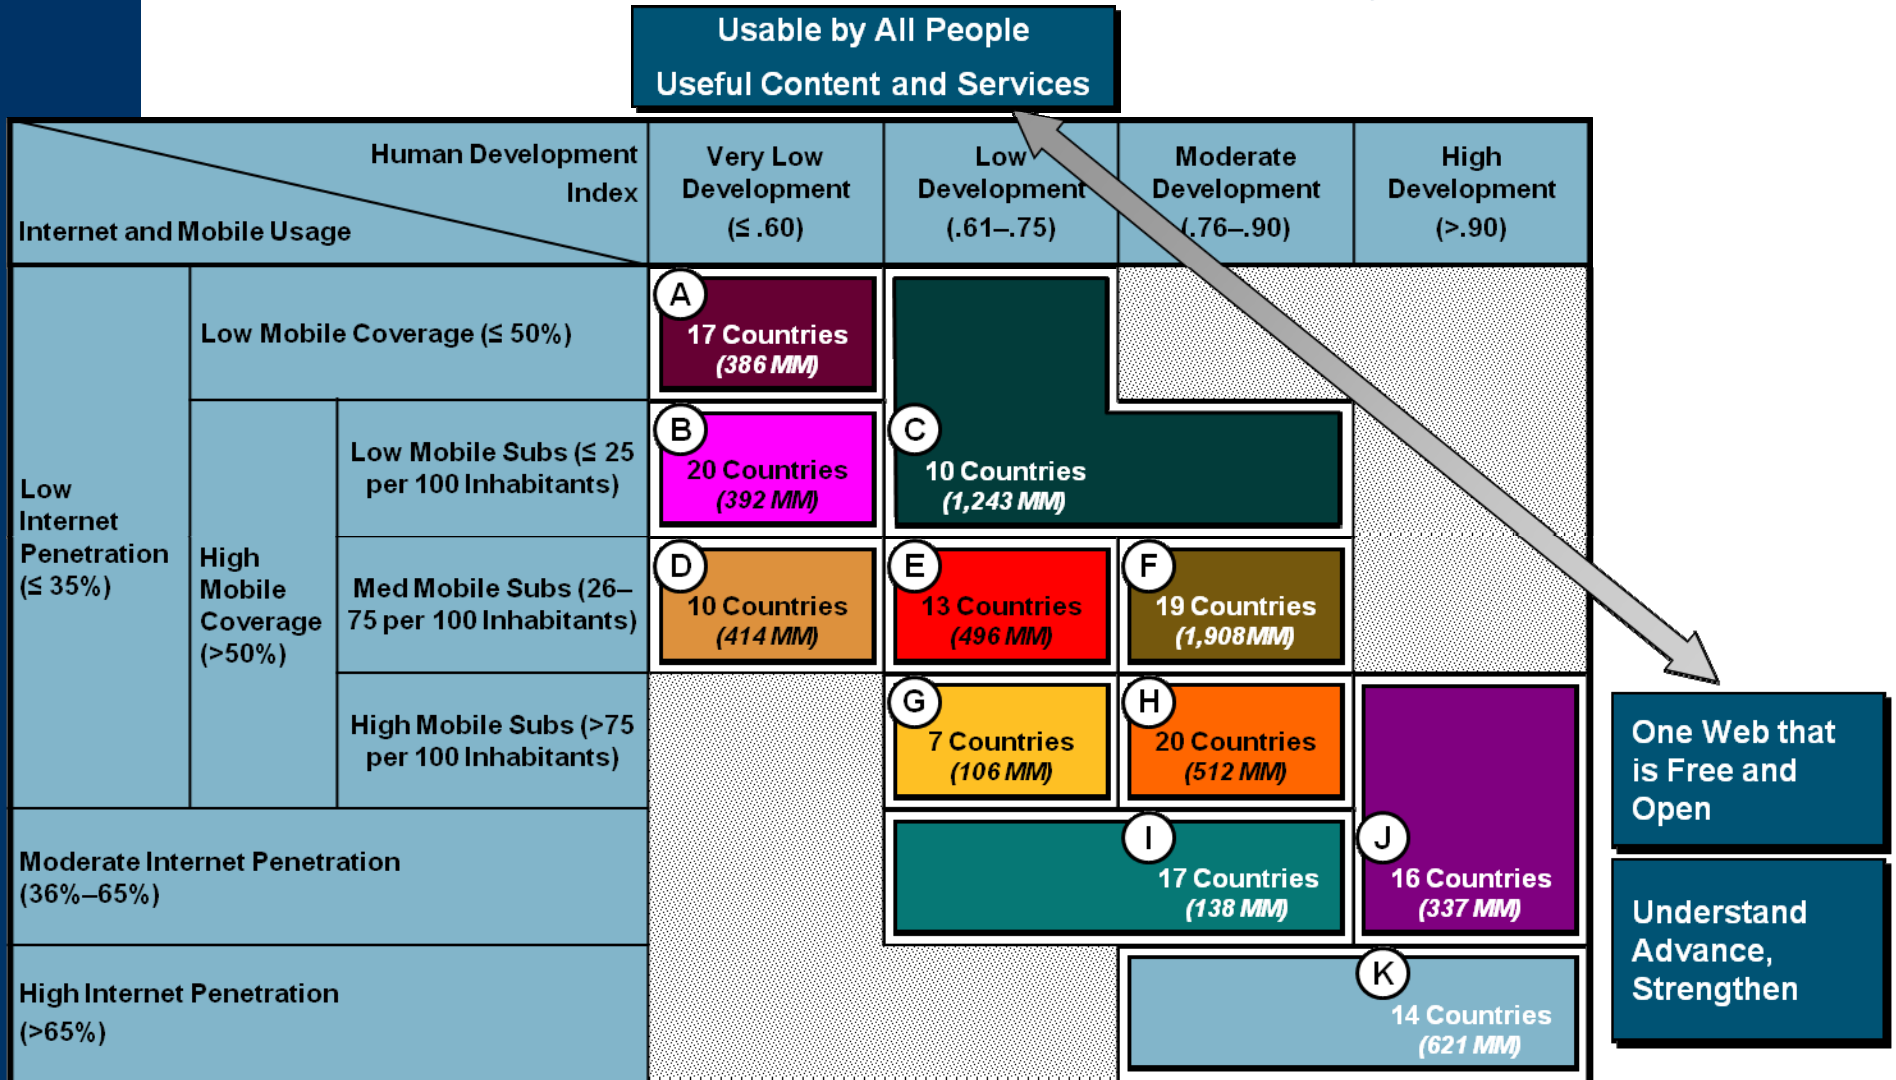 Usable by All People
Useful Content and Services
Human Development
Index
Internet and Mobile Usage
Very Low
Development
(≤ .60)
Low
Development
(.61–.75)
Moderate
Development
(.76–.90)
High
Development
(>.90)
Low
Internet
Penetration
(≤ 35%)
Low Mobile Coverage (≤ 50%)
High
Mobile
Coverage
(>50%)
Low Mobile Subs (≤ 25
per 100 Inhabitants)
Med Mobile Subs (26–
75 per 100 Inhabitants)
High Mobile Subs (>75
per 100 Inhabitants)
Moderate Internet Penetration
(36%–65%)
High Internet Penetration
(>65%)
A
17 Countries
(386 MM)
B
20 Countries
(392 MM)
C
10 Countries
(1,243 MM)
D
10 Countries
(414 MM)
E
13 Countries
(496 MM)
F
19 Countries
(1,908MM)
G
7 Countries
(106 MM)
H
20 Countries
(512 MM)
I
17 Countries
(138 MM)
J
16 Countries
(337 MM)
K
14 Countries
(621 MM)
One Web that
is Free and
Open
Understand
Advance,
Strengthen